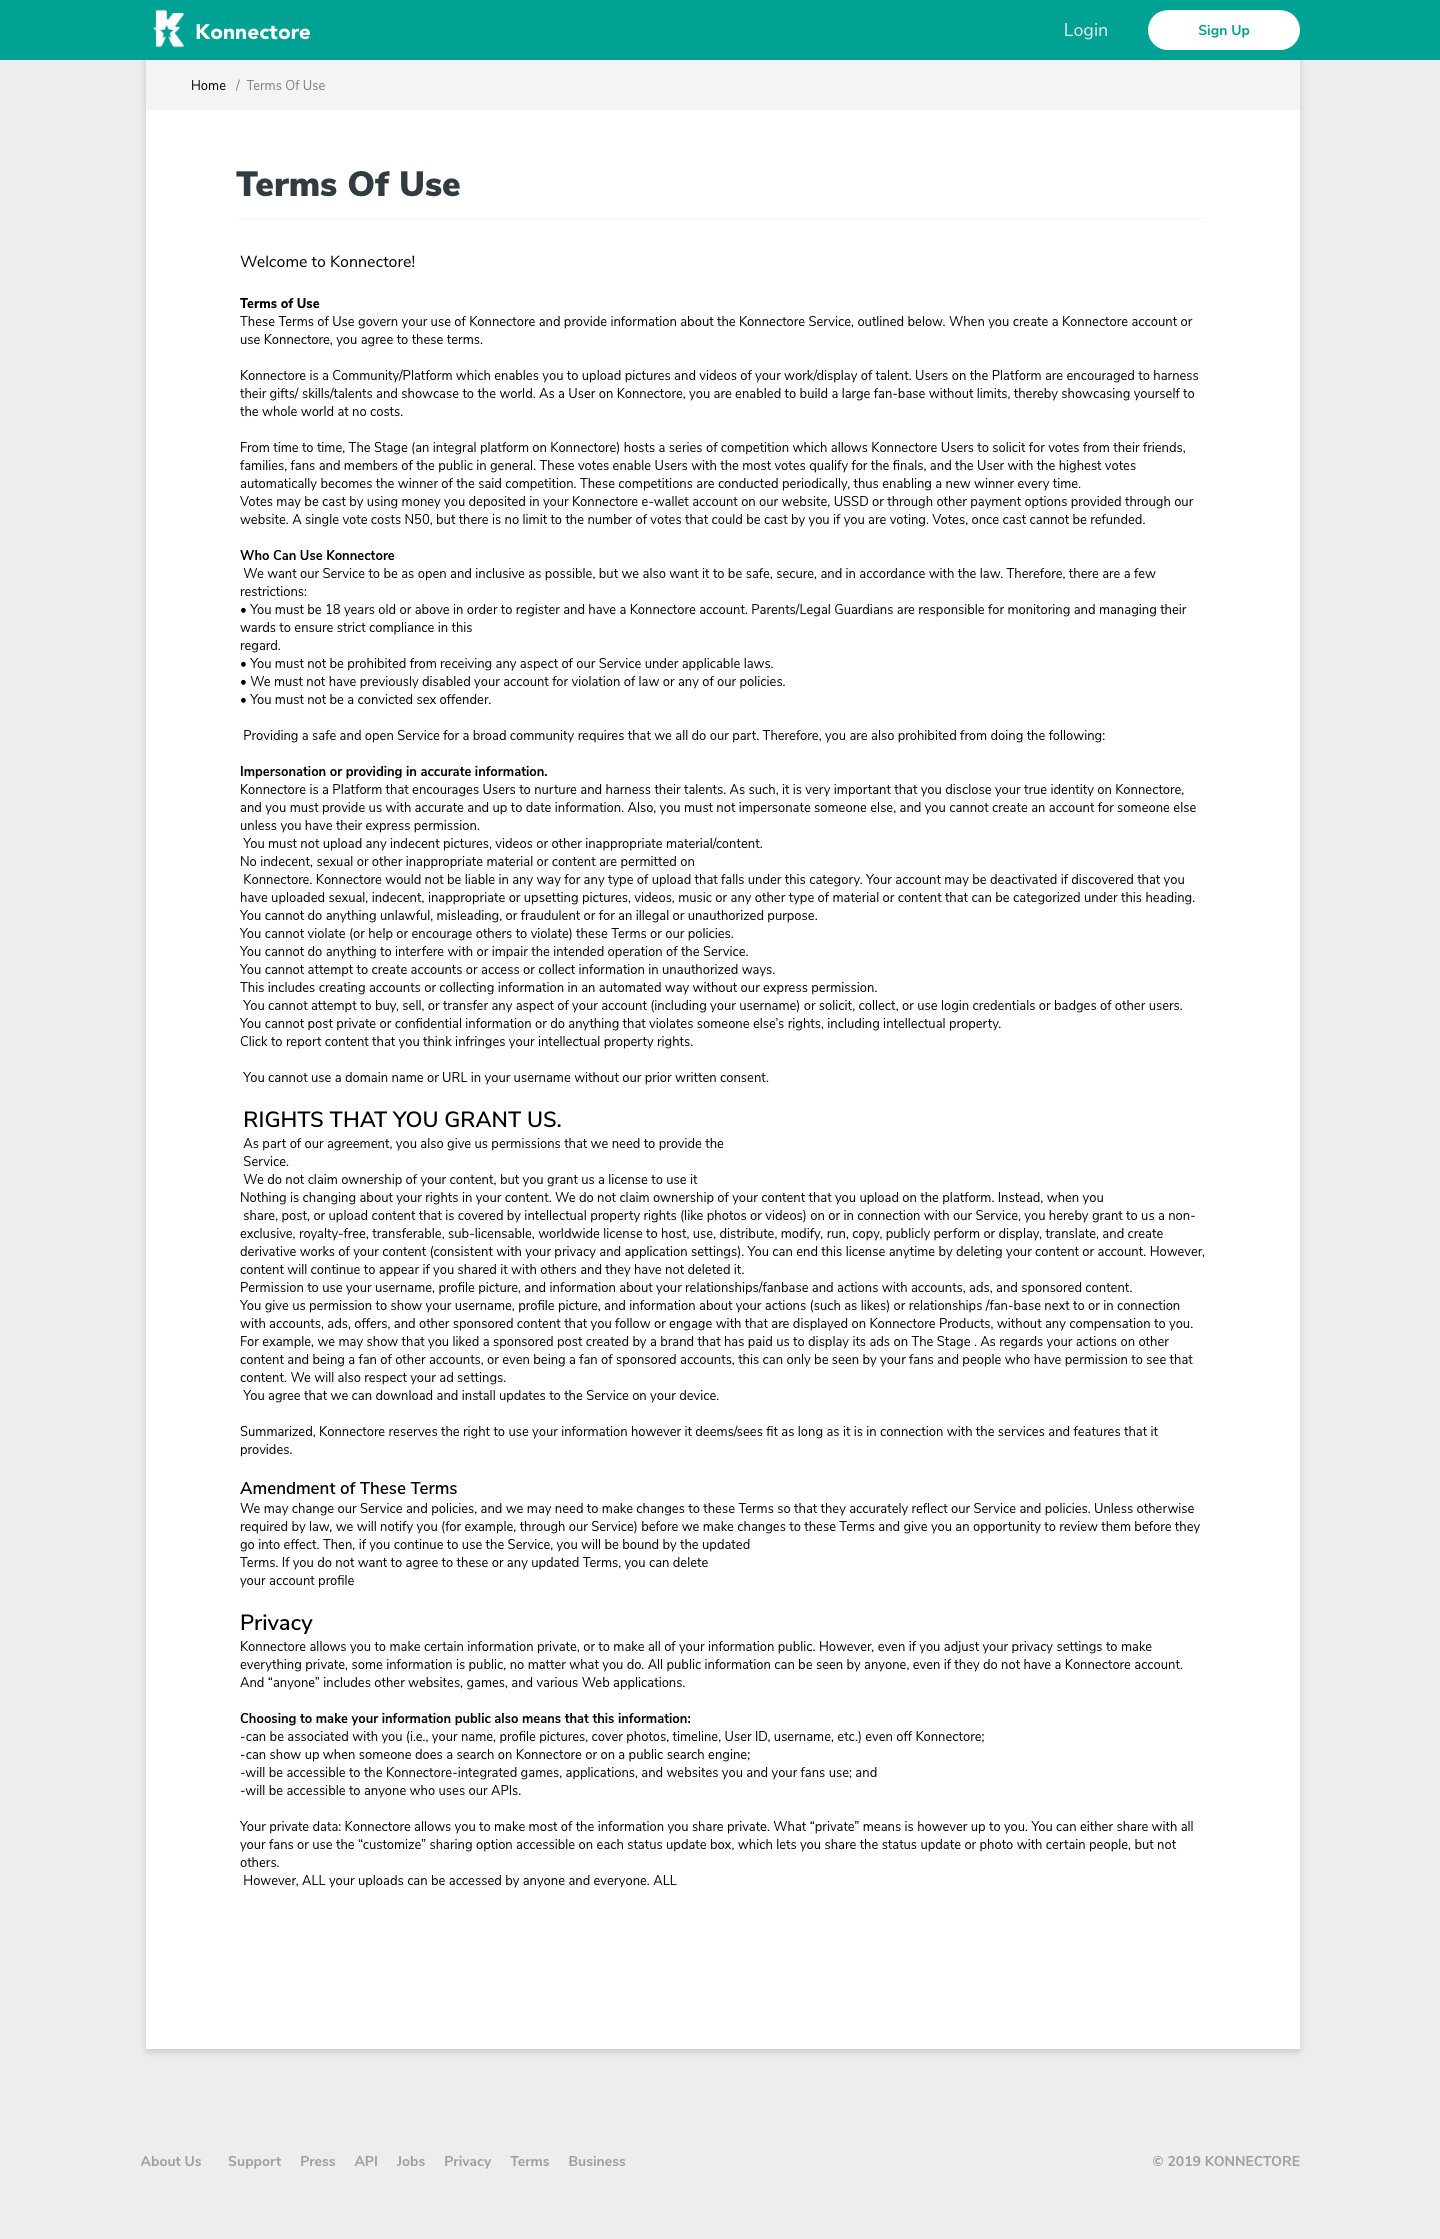 Konnectore
Login
Sign Up
Home / Terms Of Use
Terms Of Use
Welcome to Konnectore!
Terms of Use
These Terms of Use govern your use of Konnectore and provide information about the Konnectore Service, outlined below. When you create a Konnectore account or
use Konnectore, you agree to these terms.
Konnectore is a Community/Platform which enables you to upload pictures and videos of your work/display of talent. Users on the Platform are encouraged to harness
their gifts/ skills/talents and showcase to the world. As a User on Konnectore, you are enabled to build a large fan-base without limits, thereby showcasing yourself to
the whole world at no costs.
From time to time, The Stage (an integral platform on Konnectore) hosts a series of competition which allows Konnectore Users to solicit for votes from their friends,
families, fans and members of the public in general. These votes enable Users with the most votes qualify for the finals, and the User with the highest votes
automatically becomes the winner of the said competition. These competitions are conducted periodically, thus enabling a new winner every time.
Votes may be cast by using money you deposited in your Konnectore e-wallet account on our website, USSD or through other payment options provided through our
website. A single vote costs N50, but there is no limit to the number of votes that could be cast by you if you are voting. Votes, once cast cannot be refunded.
Who Can Use Konnectore
We want our Service to be as open and inclusive as possible, but we also want it to be safe, secure, and in accordance with the law. Therefore, there are a few
restrictions:
• You must be 18 years old or above in order to register and have a Konnectore account. Parents/Legal Guardians are responsible for monitoring and managing their
wards to ensure strict compliance in this
regard.
• You must not be prohibited from receiving any aspect of our Service under applicable laws.
• We must not have previously disabled your account for violation of law or any of our policies.
• You must not be a convicted sex offender.
Providing a safe and open Service for a broad community requires that we all do our part. Therefore, you are also prohibited from doing the following:
Impersonation or providing in accurate information.
Konnectore is a Platform that encourages Users to nurture and harness their talents. As such, it is very important that you disclose your true identity on Konnectore,
and you must provide us with accurate and up to date information. Also, you must not impersonate someone else, and you cannot create an account for someone else
unless you have their express permission.
You must not upload any indecent pictures, videos or other inappropriate material/content.
No indecent, sexual or other inappropriate material or content are permitted on
Konnectore. Konnectore would not be liable in any way for any type of upload that falls under this category. Your account may be deactivated if discovered that you
have uploaded sexual, indecent, inappropriate or upsetting pictures, videos, music or any other type of material or content that can be categorized under this heading.
You cannot do anything unlawful, misleading, or fraudulent or for an illegal or unauthorized purpose.
You cannot violate (or help or encourage others to violate) these Terms or our policies.
You cannot do anything to interfere with or impair the intended operation of the Service.
You cannot attempt to create accounts or access or collect information in unauthorized ways.
This includes creating accounts or collecting information in an automated way without our express permission.
You cannot attempt to buy, sell, or transfer any aspect of your account (including your username) or solicit, collect, or use login credentials or badges of other users.
You cannot post private or confidential information or do anything that violates someone else’s rights, including intellectual property.
Click to report content that you think infringes your intellectual property rights.
You cannot use a domain name or URL in your username without our prior written consent.
RIGHTS THAT YOU GRANT US.
As part of our agreement, you also give us permissions that we need to provide the
Service.
We do not claim ownership of your content, but you grant us a license to use it
Nothing is changing about your rights in your content. We do not claim ownership of your content that you upload on the platform. Instead, when you
share, post, or upload content that is covered by intellectual property rights (like photos or videos) on or in connection with our Service, you hereby grant to us a non-
exclusive, royalty-free, transferable, sub-licensable, worldwide license to host, use, distribute, modify, run, copy, publicly perform or display, translate, and create
derivative works of your content (consistent with your privacy and application settings). You can end this license anytime by deleting your content or account. However,
content will continue to appear if you shared it with others and they have not deleted it.
Permission to use your username, profile picture, and information about your relationships/fanbase and actions with accounts, ads, and sponsored content.
You give us permission to show your username, profile picture, and information about your actions (such as likes) or relationships /fan-base next to or in connection
with accounts, ads, offers, and other sponsored content that you follow or engage with that are displayed on Konnectore Products, without any compensation to you.
For example, we may show that you liked a sponsored post created by a brand that has paid us to display its ads on The Stage . As regards your actions on other
content and being a fan of other accounts, or even being a fan of sponsored accounts, this can only be seen by your fans and people who have permission to see that
content. We will also respect your ad settings.
You agree that we can download and install updates to the Service on your device.
Summarized, Konnectore reserves the right to use your information however it deems/sees fit as long as it is in connection with the services and features that it
provides.
Amendment of These Terms
We may change our Service and policies, and we may need to make changes to these Terms so that they accurately reflect our Service and policies. Unless otherwise
required by law, we will notify you (for example, through our Service) before we make changes to these Terms and give you an opportunity to review them before they
go into effect. Then, if you continue to use the Service, you will be bound by the updated
Terms. If you do not want to agree to these or any updated Terms, you can delete
your account profile
Privacy
Konnectore allows you to make certain information private, or to make all of your information public. However, even if you adjust your privacy settings to make
everything private, some information is public, no matter what you do. All public information can be seen by anyone, even if they do not have a Konnectore account.
And “anyone” includes other websites, games, and various Web applications.
Choosing to make your information public also means that this information:
-can be associated with you (i.e., your name, profile pictures, cover photos, timeline, User ID, username, etc.) even off Konnectore;
-can show up when someone does a search on Konnectore or on a public search engine;
-will be accessible to the Konnectore-integrated games, applications, and websites you and your fans use; and
-will be accessible to anyone who uses our APIs.
Your private data: Konnectore allows you to make most of the information you share private. What “private” means is however up to you. You can either share with all
your fans or use the “customize” sharing option accessible on each status update box, which lets you share the status update or photo with certain people, but not
others.
However, ALL your uploads can be accessed by anyone and everyone. ALL
About Us Support Press API Jobs Privacy Terms Business
© 2019 KONNECTORE